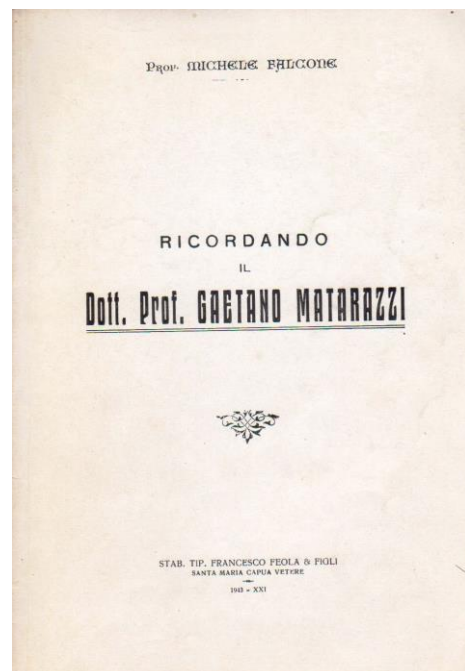 Prof. MICHELE FALCONE
RICORDANDO
IL
Dott. Prof. GAETANO MATARAZZI
STAB. TIP. FRANCESCO FEOLA & FIGLI
SANTA MARIA CAPUA VETERE
1943 - XXI